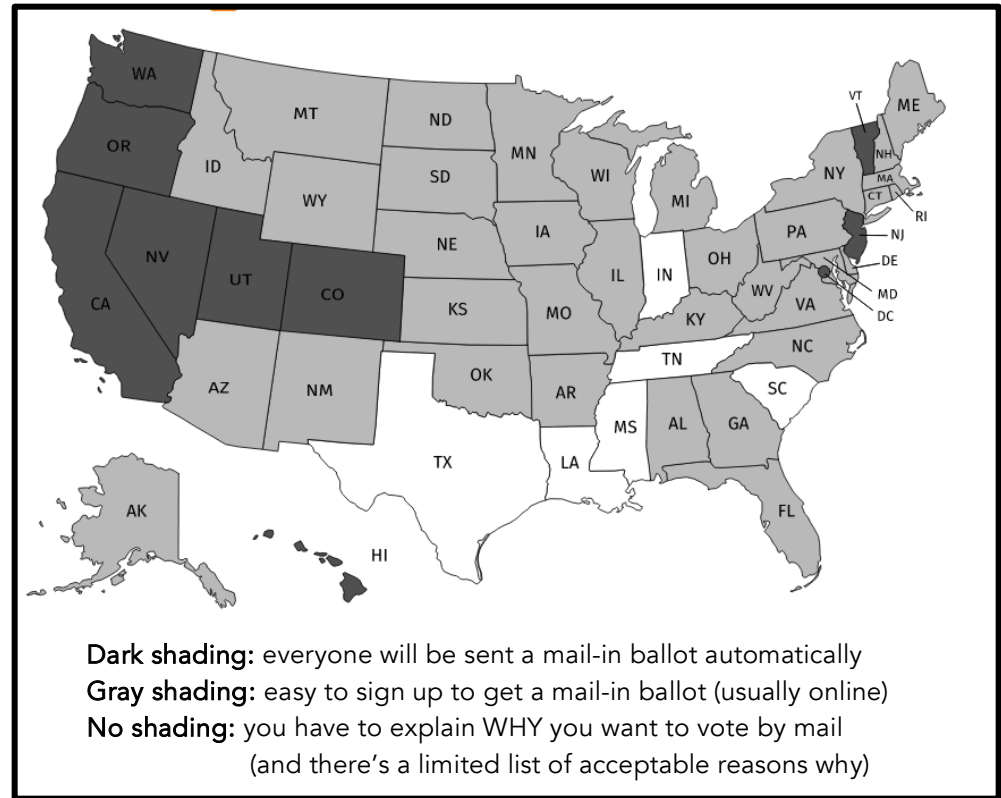 WA
OR
CA
NV
ID
MT
WY
UT
CO
AZ
NM
ND
SD
NE
KS
OK
TX
MN
IA
MO
AR
LA
WI
IL
MI
IN
OH
KY
TN
MS
AL
GA
FL
SC
NC
VA
WV
PA
NY
VT
NH
ME
MA
CT
RI
NJ
DE
MD
DC
AK
HI
Dark shading: everyone will be sent a mail-in ballot automatically
Gray shading: easy to sign up to get a mail-in ballot (usually online)
No shading: you have to explain WHY you want to vote by mail
(and there's a limited list of acceptable reasons why)